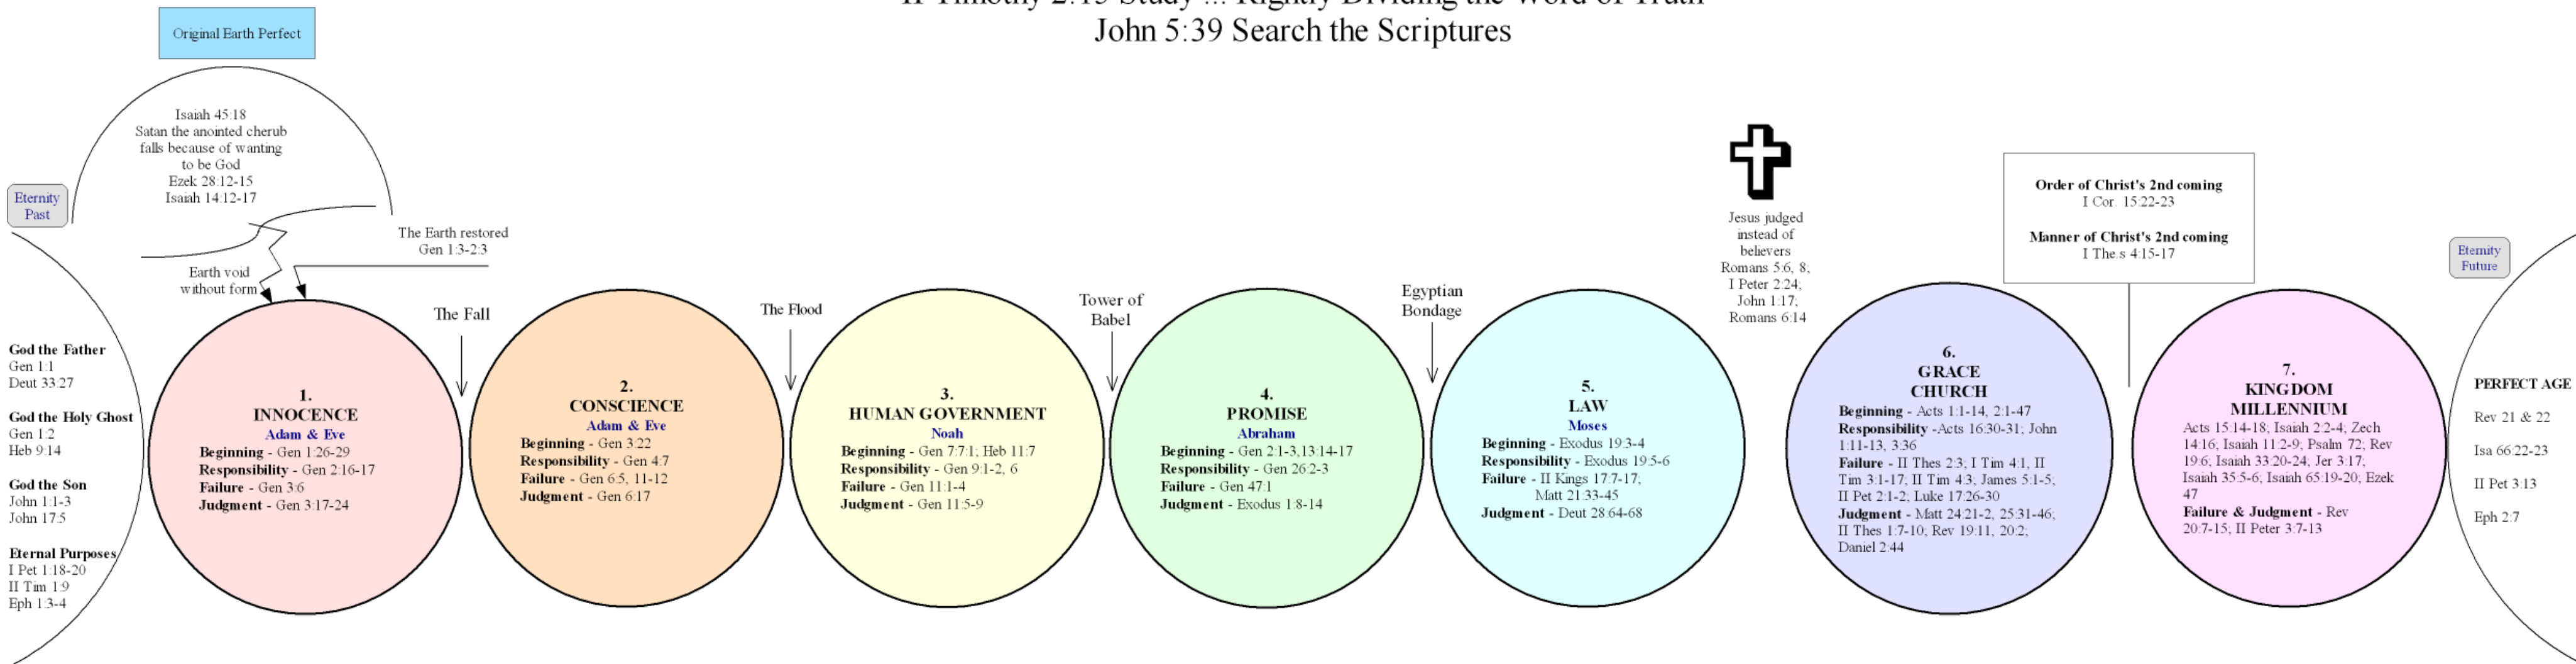 II Timothy 2:15 Study ... Rightly Dividing the Word of Truth
John 5:39 Search the Scriptures
Original Earth Perfect
Isaiah 45:18
Satan the anointed cherub
falls because of wanting
to be God
Ezek 28:12-15
Isaiah 14:12-17
Eternity
Past
The Earth restored
Gen 1:3-2:3
Earth void
without form
God the Father
Gen 1:1
Deut 33:27
God the Holy Ghost
Gen 1:2
Heb 9:14
God the Son
John 1:1-3
John 17:5
Eternal Purposes
I Pet 1:18-20
II Tim 1:9
Eph 1:3-4
1.
INNOCENCE
Adam & Eve
Beginning - Gen 1:26-29
Responsibility - Gen 2:16-17
Failure - Gen 3:6
Judgment - Gen 3:17-24
The Fall
2.
CONSCIENCE
Adam & Eve
Beginning - Gen 3:22
Responsibility - Gen 4:7
Failure - Gen 6:5, 11-12
Judgment - Gen 6:17
The Flood
3.
HUMAN GOVERNMENT
Noah
Beginning - Gen 7:7:1; Heb 11:7
Responsibility - Gen 9:1-2, 6
Failure - Gen 11:1-4
Judgment - Gen 11:5-9
Tower of
Babel
4.
PROMISE
Abraham
Beginning - Gen 2:1-3,13:14-17
Responsibility - Gen 26:2-3
Failure - Gen 47:1
Judgment - Exodus 1:8-14
Egyptian
Bondage
5.
LAW
Moses
Beginning - Exodus 19:3-4
Responsibility - Exodus 19:5-6
Failure - II Kings 17:7-17;
Matt 21:33-45
Judgment - Deut 28:64-68
Jesus judged
instead of
believers
Romans 5:6, 8;
I Peter 2:24;
John 1:17;
Romans 6:14
6.
GRACE
CHURCH
Beginning - Acts 1:1-14, 2:1-47
Responsibility -Acts 16:30-31; John
1:11-13, 3:36
Failure - II Thes 2:3; I Tim 4:1, II
Tim 3:1-17; II Tim 4:3; James 5:1-5;
II Pet 2:1-2; Luke 17:26-30
Judgment - Matt 24:21-2, 25:31-46;
II Thes 1:7-10; Rev 19:11, 20:2;
Daniel 2:44
Order of Christ's 2nd coming
I Cor. 15:22-23
Manner of Christ's 2nd coming
I The.s 4:15-17
7.
KINGDOM
MILLENNIUM
Acts 15:14-18; Isaiah 2:2-4; Zech
14:16; Isaiah 11:2-9; Psalm 72; Rev
19:6; Isaiah 33:20-24; Jer 3:17;
Isaiah 35:5-6; Isaiah 65:19-20; Ezek
47
Failure & Judgment - Rev
20:7-15; II Peter 3:7-13
Eternity
Future
PERFECT AGE
Rev 21 & 22
Isa 66:22-23
II Pet 3:13
Eph 2:7